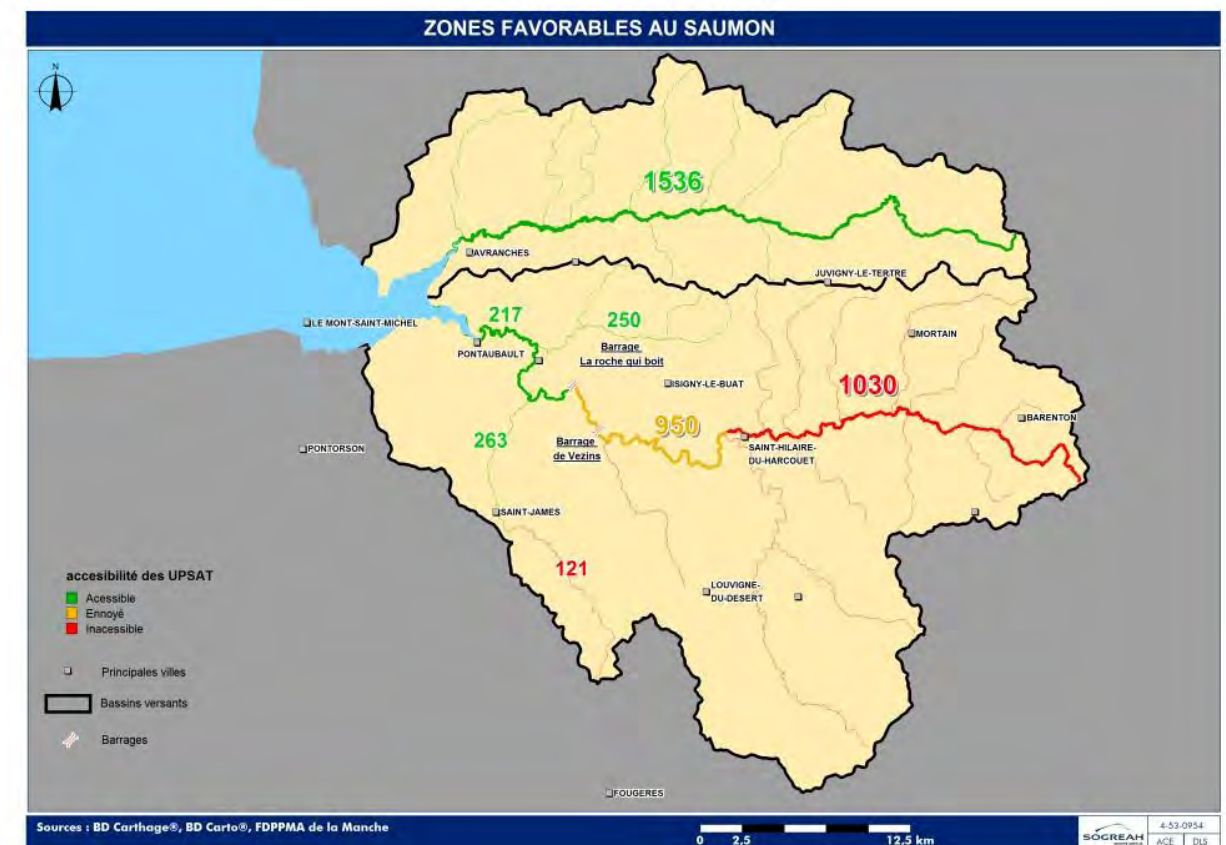 ZONES FAVORABLES AU SAUMON
N
1536
AVRANCHES
JUVIGNY-LE-TERTRE
LE MONT-SAINT-MICHEL
217
250
MORTAIN
PONTAUBAULT
Barrage
La roche qui boit
ISIGNY-LE-BUAT
1030
BARENTON
950
263
Barrage
de Vezins
SAINT-HILAIRE-
DU-HARCOUET
PONTORSON
SAINT-JAMES
121
LOUVIGNE-
DU-DESERT
accesibilité des UPSAT
Acessible
Ennoyé
Inacessible
Principales villes
Bassins versants
Barrages
FOUGERES
Sources : BD Carthage®, BD Carto®, FDPPMA de la Manche
0 2,5 12,5 km
SOGREAH
4-53-0954
ACE DLS